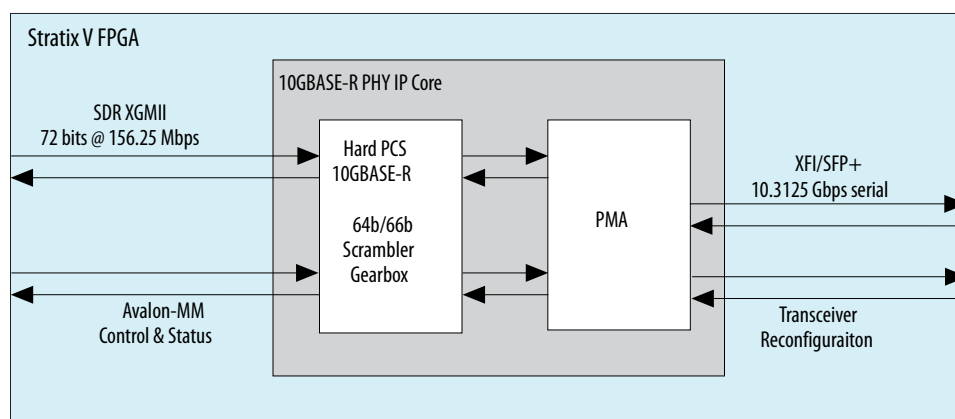 Stratix V FPGA
10GBASE-R PHY IP Core
SDR XGMII
72 bits @ 156.25 Mbps
Hard PCS
10GBASE-R
64b/66b
Scrambler
Gearbox
PMA
XFI/SFP+
10.3125 Gbps serial
Avalon-MM
Control & Status
Transceiver
Reconfiguraiton